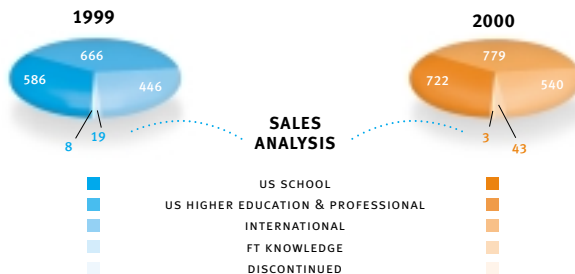 1999
2000
666
586
446
8
19
779
722
540
3
43
SALES
ANALYSIS
US SCHOOL
US HIGHER EDUCATION & PROFESSIONAL
INTERNATIONAL
FT KNOWLEDGE
DISCONTINUED